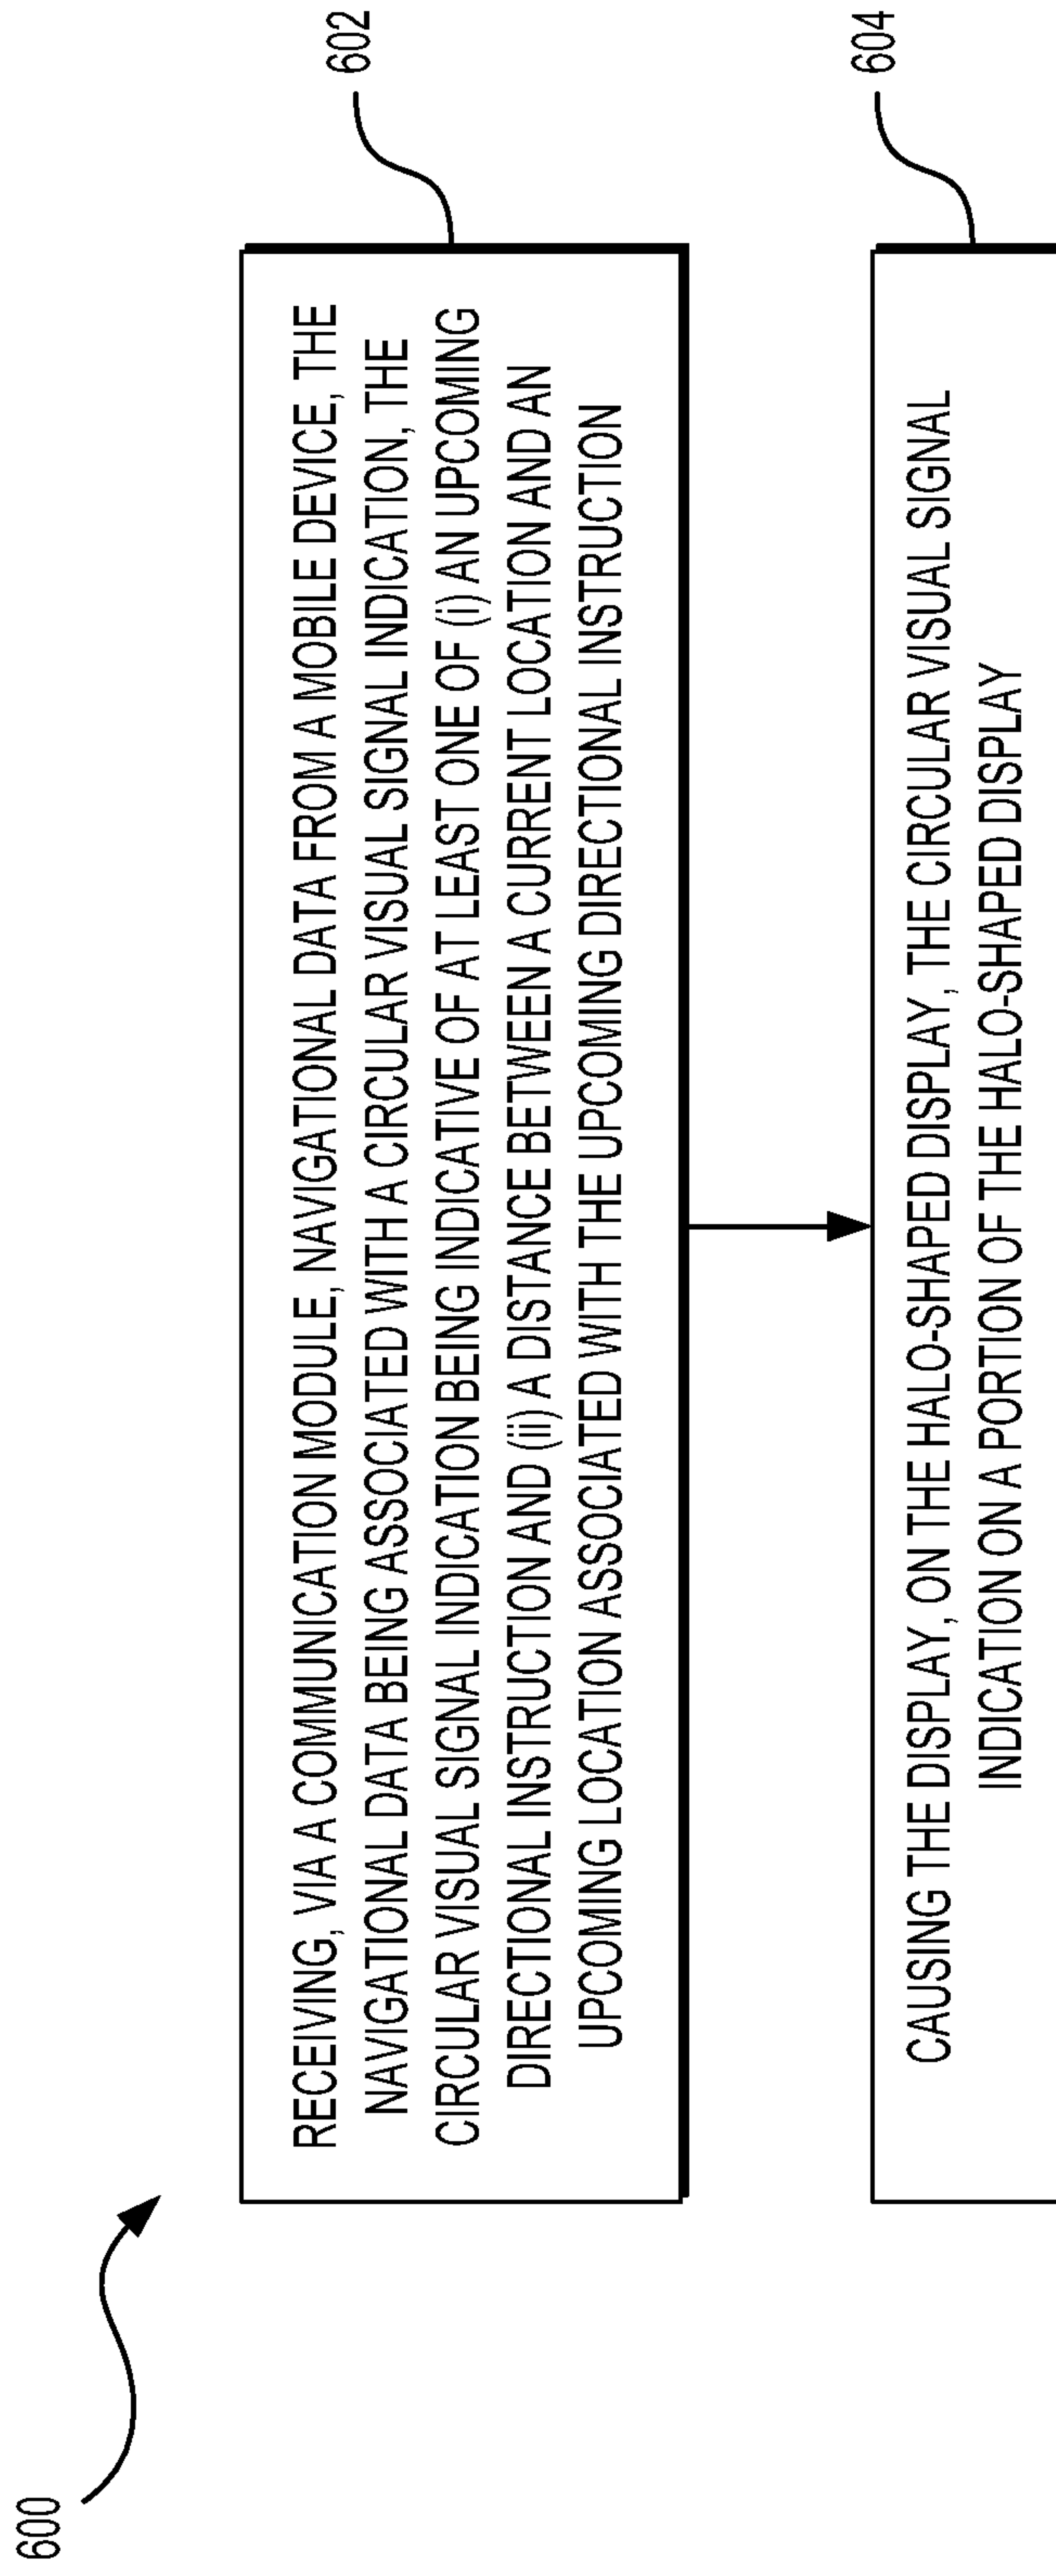 600
RECEIVING, VIA A COMMUNICATION MODULE, NAVIGATIONAL DATA FROM A MOBILE DEVICE, THE
NAVIGATIONAL DATA BEING ASSOCIATED WITH A CIRCULAR VISUAL SIGNAL INDICATION, THE
CIRCULAR VISUAL SIGNAL INDICATION BEING INDICATIVE OF AT LEAST ONE OF (i) AN UPCOMING
DIRECTIONAL INSTRUCTION AND (ii) A DISTANCE BETWEEN A CURRENT LOCATION AND AN
UPCOMING LOCATION ASSOCIATED WITH THE UPCOMING DIRECTIONAL INSTRUCTION
602
CAUSING THE DISPLAY, ON THE HALO-SHAPED DISPLAY, THE CIRCULAR VISUAL SIGNAL
INDICATION ON A PORTION OF THE HALO-SHAPED DISPLAY
604